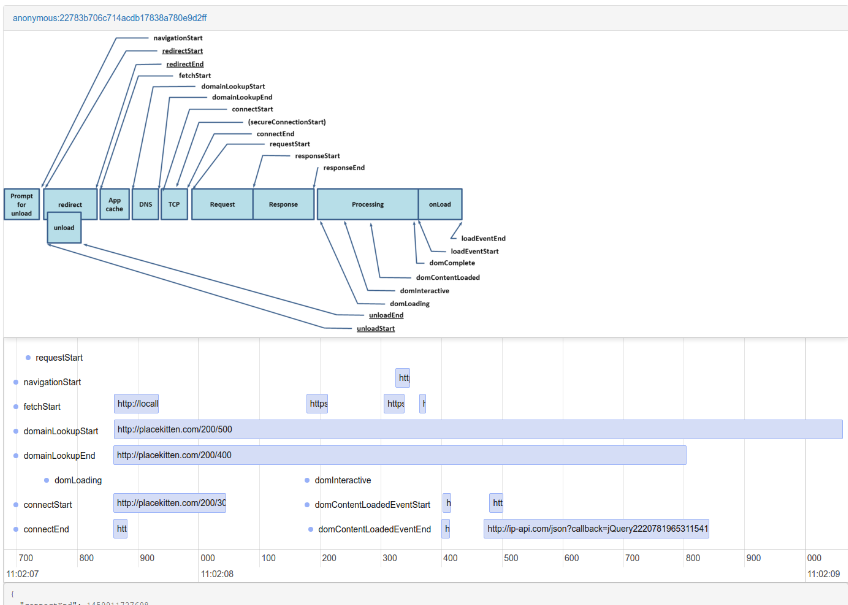 anonymous:22783b706c714acdb17838a780e9d2ff
navigationStart
redirectStart
redirectEnd
fetchStart
domainLookupStart
domainLookupEnd
connectStart
(secureConnectionStart)
connectEnd
requestStart
responseStart
responseEnd
Prompt for unload
redirect
App cache
DNS
TCP
Request
Response
Processing
onLoad
unload
loadEventEnd
loadEventStart
domComplete
domContentLoaded
domInteractive
domLoading
unloadEnd
unloadStart
requestStart
navigationStart
htt
fetchStart
http://locall
https
https
h
domainLookupStart
http://placekitten.com/200/500
domainLookupEnd
http://placekitten.com/200/400
domLoading
domInteractive
connectStart
http://placekitten.com/200/30
domContentLoadedEventStart
h
htt
connectEnd
htt
domContentLoadedEventEnd
h
http://ip-api.com/json?callback=jQuery2220781965311541
700 800 900 000 100 200 300 400 500 600 700 800 900 000
11:02:07 11:02:08 11:02:09
{